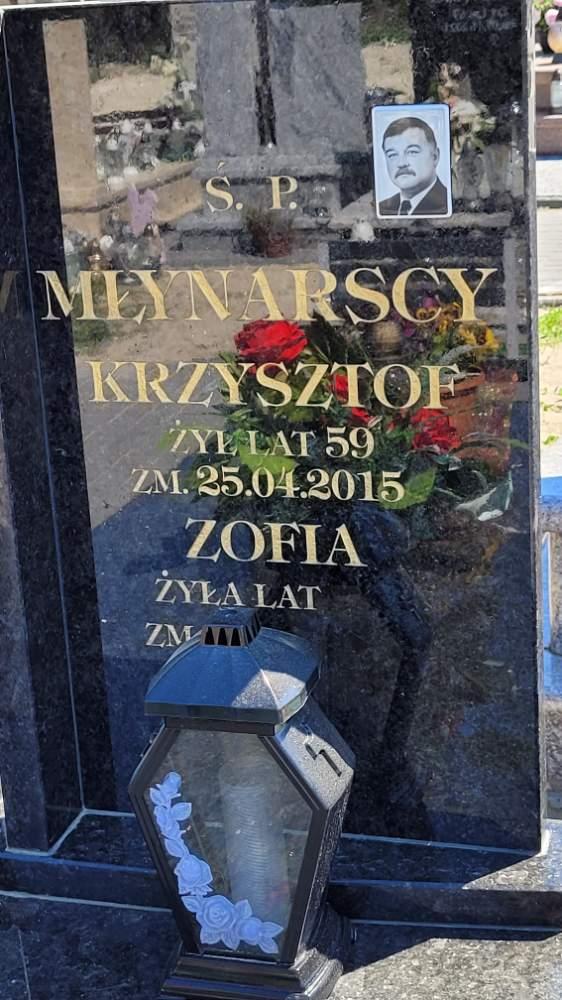 Ś. P.
MŁYNARSCY
KRZYSZTOF
ŻYŁ LAT 59
ZM. 25.04.2015
ZOFIA
ŻYŁA LAT
ZM